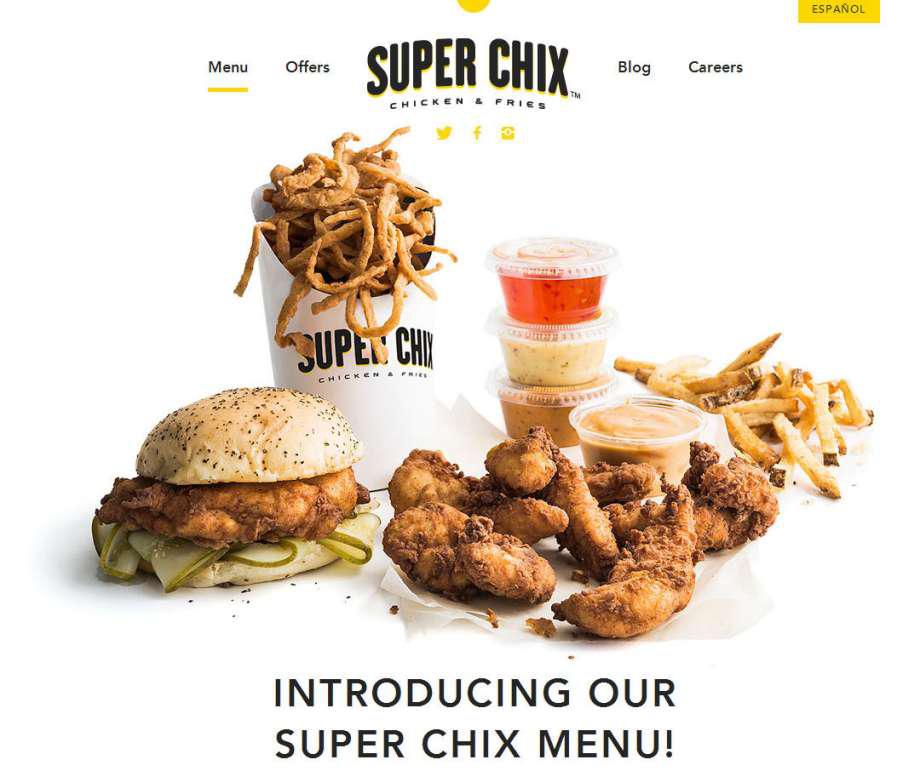 ESPAÑOL
Menu
Offers
SUPER CHIX™
CHICKEN & FRIES
Blog
Careers
SUPER CHIX
CHICKEN & FRIES
INTRODUCING OUR
SUPER CHIX MENU!